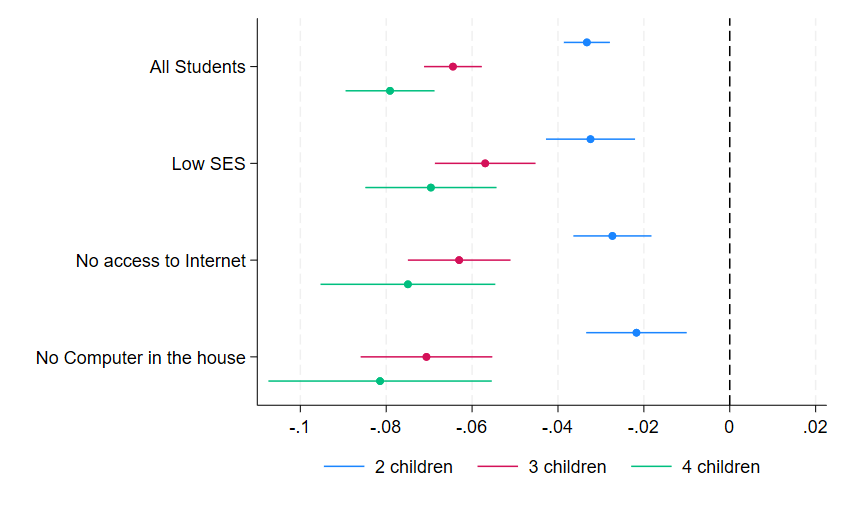 All Students
Low SES
No access to Internet
No Computer in the house
-.1 -.08 -.06 -.04 -.02 0 .02
2 children 3 children 4 children